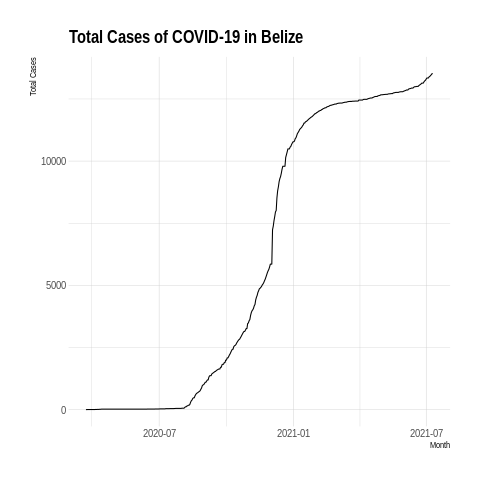 Total Cases of COVID-19 in Belize
Total Cases
10000
5000
0
2020-07
2021-01
2021-07
Month